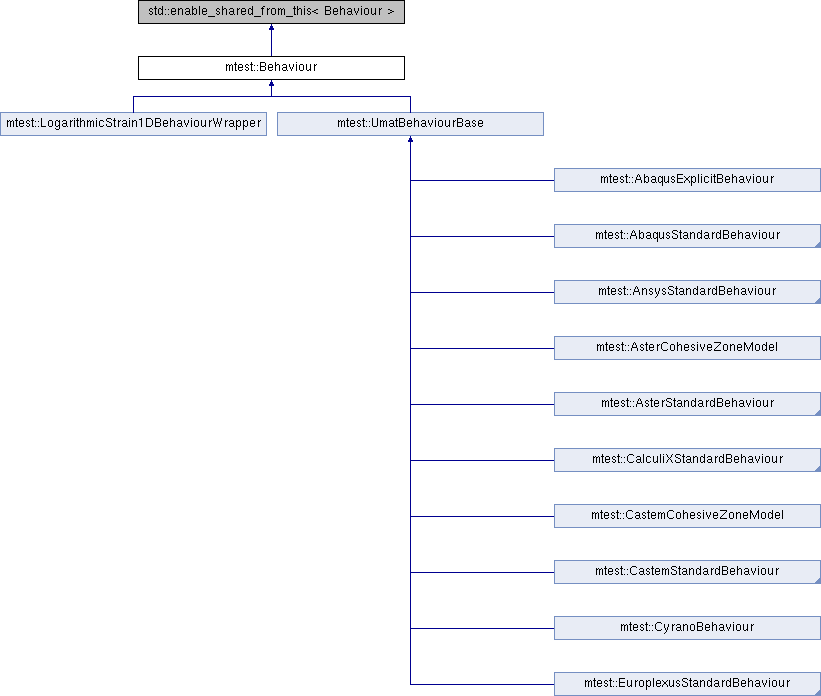 std::enable_shared_from_this< Behaviour >
mtest::Behaviour
mtest::LogarithmicStrain1DBehaviourWrapper
mtest::UmatBehaviourBase
mtest::AbaqusExplicitBehaviour
mtest::AbaqusStandardBehaviour
mtest::AnsysStandardBehaviour
mtest::AsterCohesiveZoneModel
mtest::AsterStandardBehaviour
mtest::CalculiXStandardBehaviour
mtest::CastemCohesiveZoneModel
mtest::CastemStandardBehaviour
mtest::CyranoBehaviour
mtest::EuroplexusStandardBehaviour